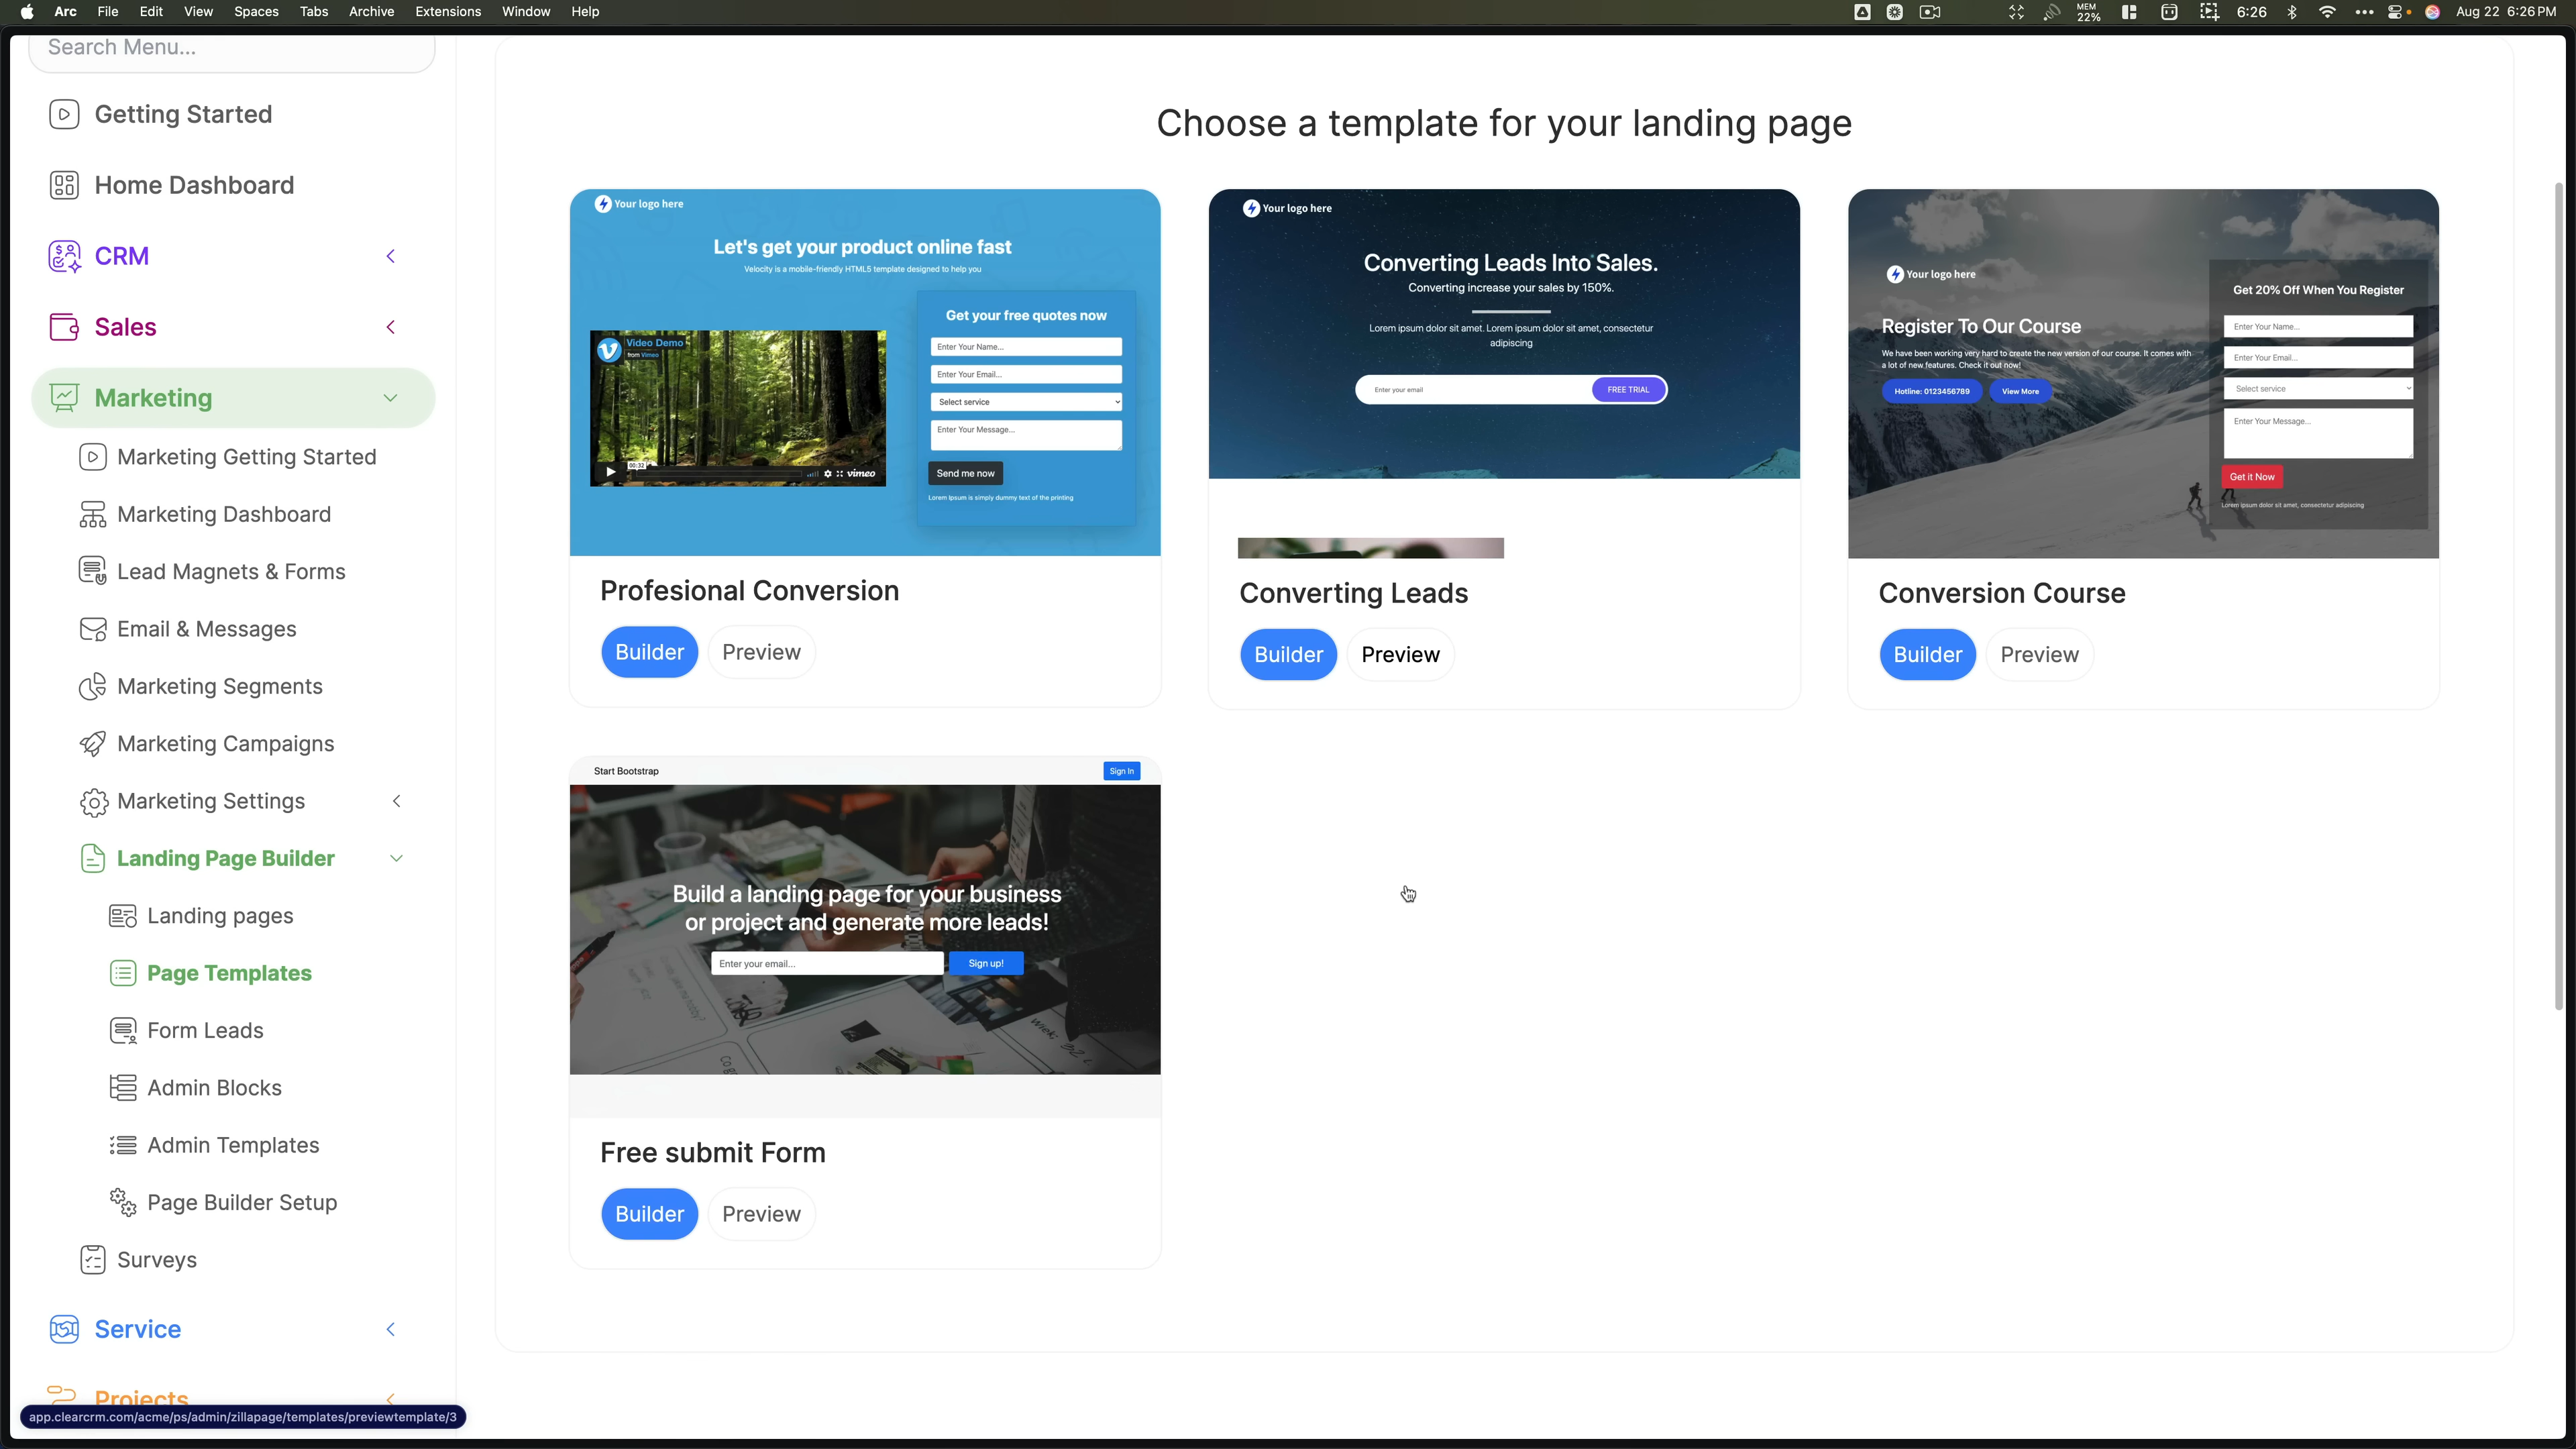 Arc File Edit View Spaces Tabs Archive Extensions Window Help
MEM
22%
6:26
Aug 22 6:26 PM
Search Menu...
Getting Started
Home Dashboard
CRM
Sales
Marketing
Marketing Getting Started
Marketing Dashboard
Lead Magnets & Forms
Email & Messages
Marketing Segments
Marketing Campaigns
Marketing Settings
Landing Page Builder
Landing pages
Page Templates
Form Leads
Admin Blocks
Admin Templates
Page Builder Setup
Surveys
Service
Projects
app.clearcrm.com/acme/ps/admin/zillapage/templates/previewtemplate/3
Choose a template for your landing page
Your logo here
Let's get your product online fast
Velocity is a mobile-friendly HTML5 template designed to help you
Video Demo
from Vimeo
00:32
vimeo
Get your free quotes now
Enter Your Name...
Enter Your Email...
Select service
Enter Your Message...
Send me now
Lorem Ipsum is simply dummy text of the printing
Profesional Conversion
Builder
Preview
Your logo here
Converting Leads Into Sales.
Converting increase your sales by 150%.
Lorem ipsum dolor sit amet. Lorem ipsum dolor sit amet, consectetur
adipiscing
Enter your email
FREE TRIAL
Converting Leads
Builder
Preview
Your logo here
Register To Our Course
We have been working very hard to create the new version of our course. It comes with
a lot of new features. Check it out now!
Hotline: 0123456789
View More
Get 20% Off When You Register
Enter Your Name...
Enter Your Email...
Select service
Enter Your Message...
Get it Now
Lorem ipsum dolor sit amet, consectetur adipiscing
Conversion Course
Builder
Preview
Start Bootstrap
Sign In
Build a landing page for your business
or project and generate more leads!
Enter your email...
Sign up!
Free submit Form
Builder
Preview